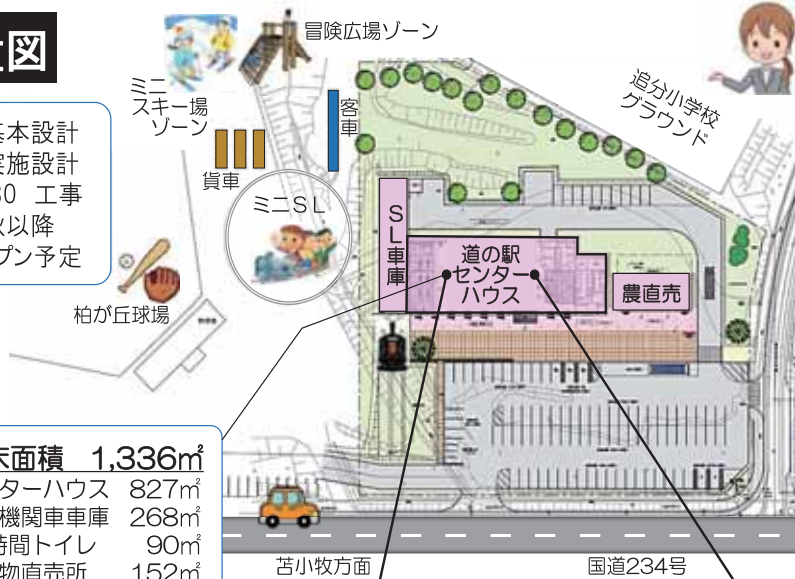 図
冒険広場ゾーン
ミニ
スキー場
ゾーン
客車
貨車
追分小学校
グラウンド
基本設計
実施設計
30 工事
以降
プン予定
ミニSL
SL車庫
道の駅
センター
ハウス
農直売
柏が丘球場
床面積 1,336㎡
ターハウス 827㎡
機関車車庫 268㎡
時間トイレ 90㎡
物直売所 152㎡
苫小牧方面
国道234号